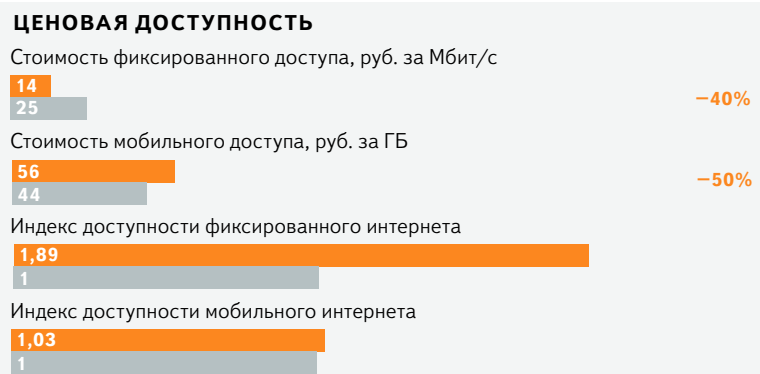 ЦЕНОВАЯ ДОСТУПНОСТЬ
Стоимость фиксированного доступа, руб. за Мбит/с
14
25
−40%
Стоимость мобильного доступа, руб. за ГБ
56
44
−50%
Индекс доступности фиксированного интернета
1,89
1
Индекс доступности мобильного интернета
1,03
1